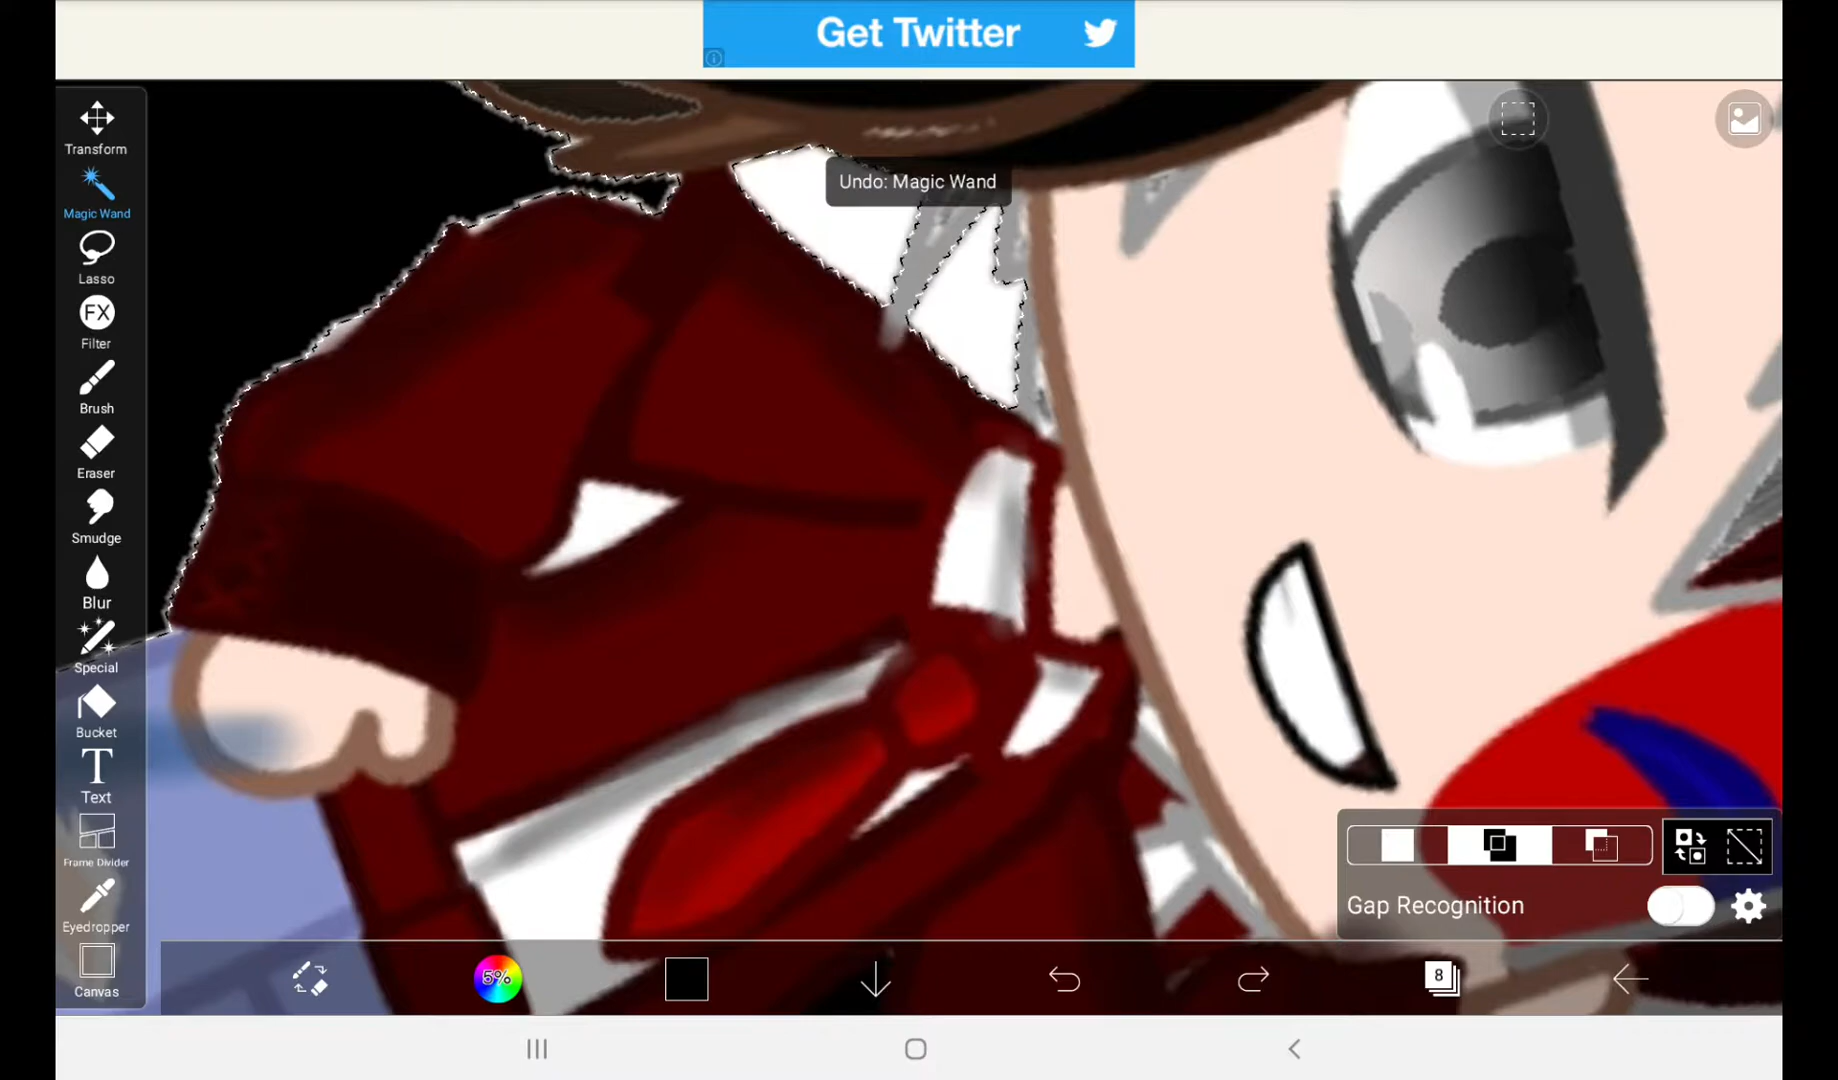 Get Twitter
Transform
Undo: Magic Wand
Magic Wand
Lasso
FX
Filter
Brush
Eraser
Smudge
Blur
Special
Bucket
T
Text
Frame Divider
Gap Recognition
Eyedropper
5%
8
Canvas